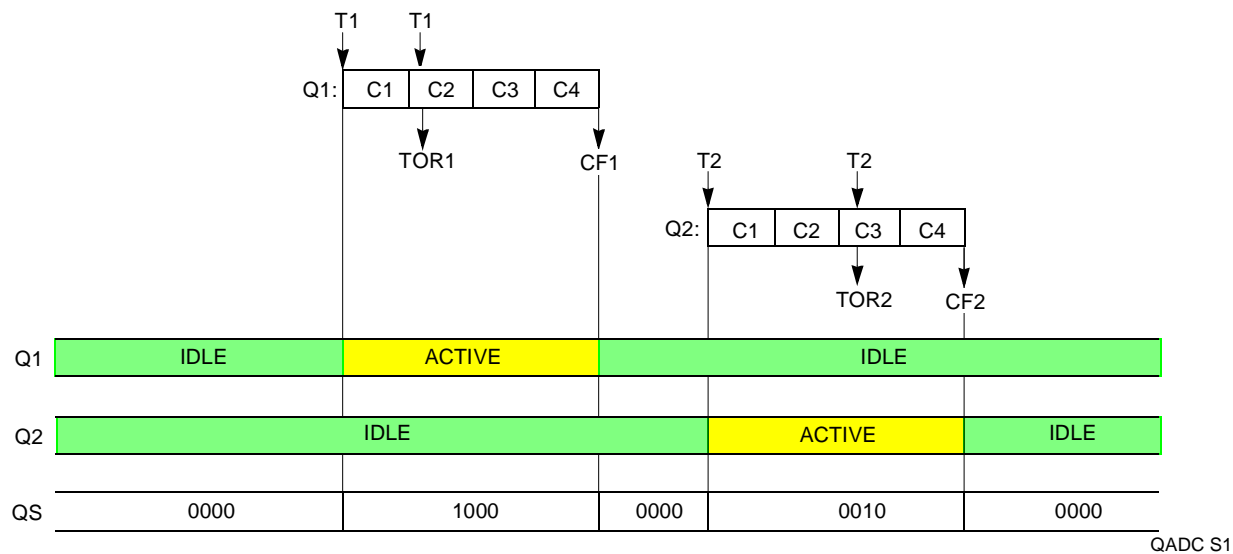 T1 T1
Q1: C1 C2 C3 C4
TOR1 CF1
T2 T2
Q2: C1 C2 C3 C4
TOR2 CF2
Q1 IDLE ACTIVE IDLE
Q2 IDLE ACTIVE IDLE
QS 0000 1000 0000 0010 0000
QADC S1